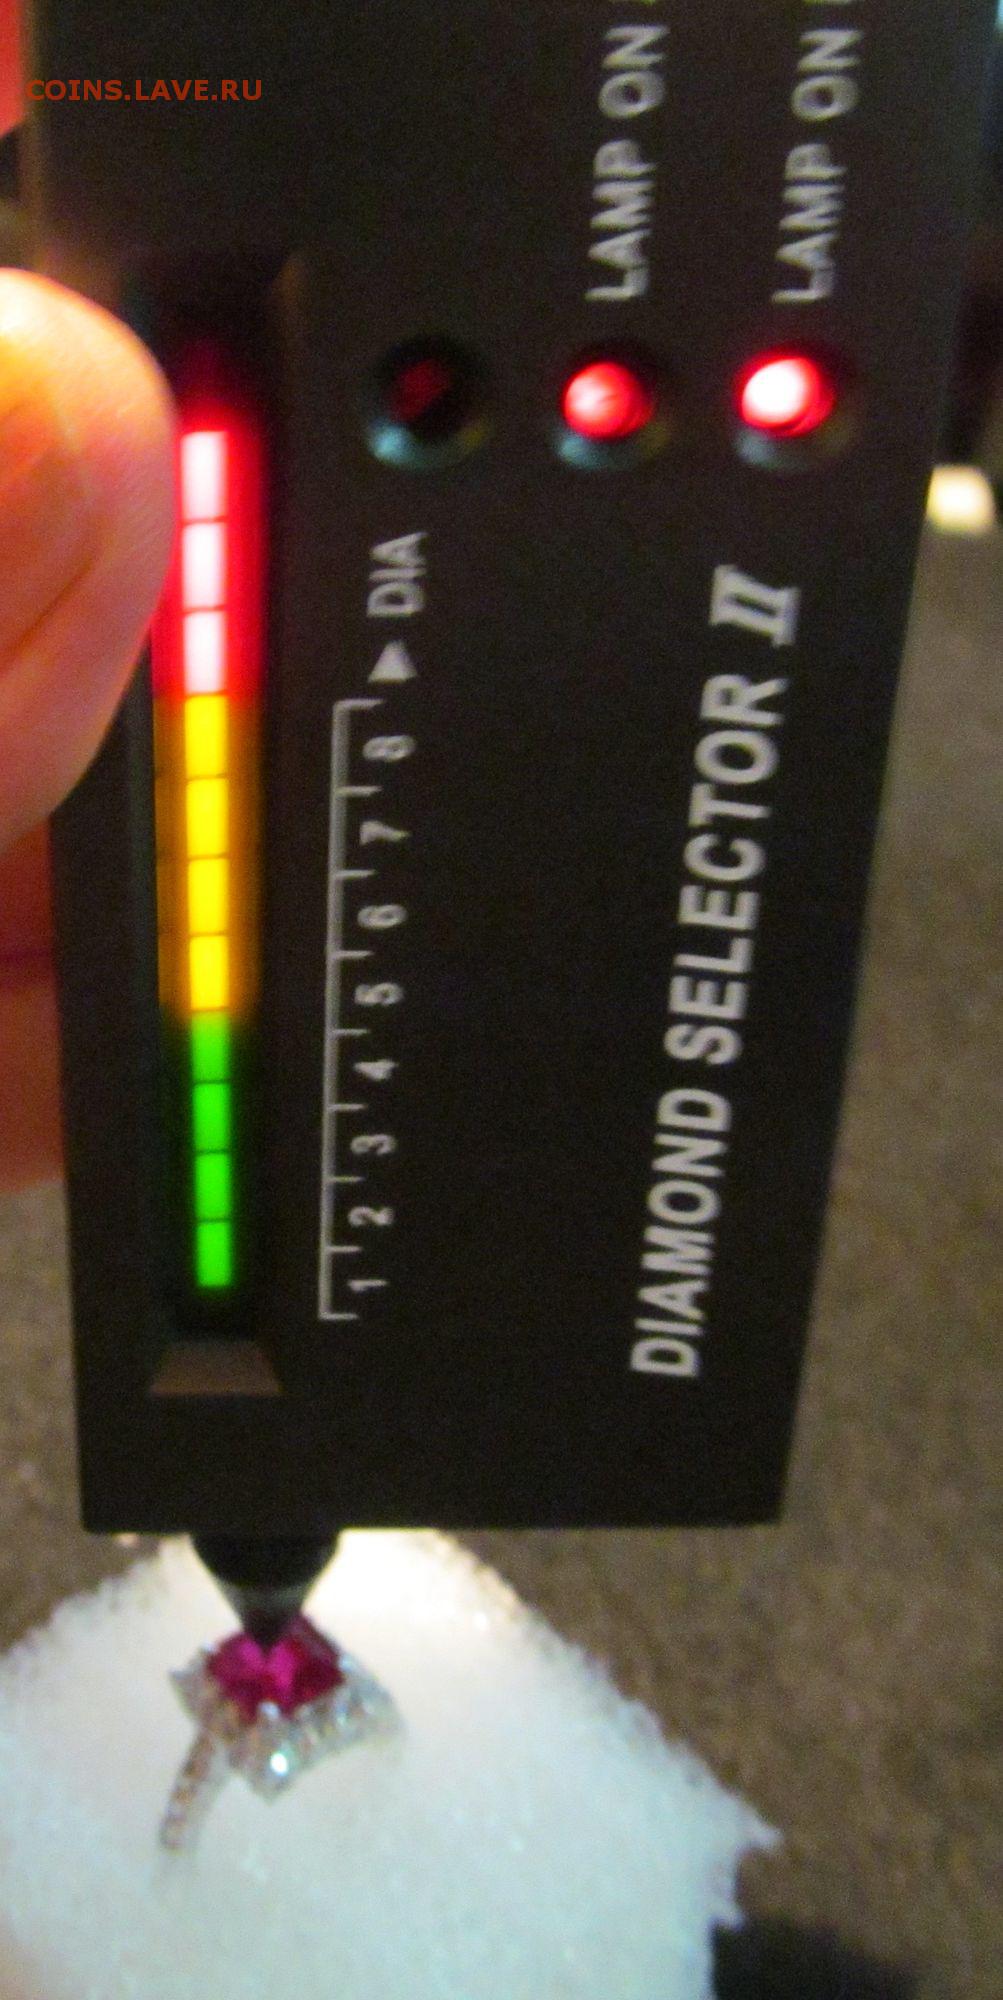 COINS.LAVE.RU
LAMP ON
LAMP ON
DIA
1 2 3 4 5 6 7 8
DIAMOND SELECTOR II